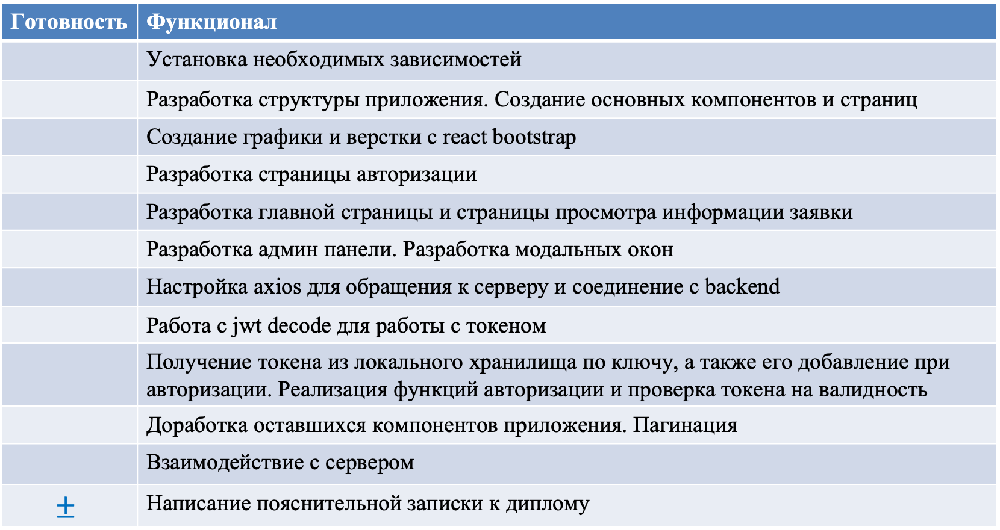 Готовность Функционал
Установка необходимых зависимостей
Разработка структуры приложения. Создание основных компонентов и страниц
Создание графики и верстки с react bootstrap
Разработка страницы авторизации
Разработка главной страницы и страницы просмотра информации заявки
Разработка админ панели. Разработка модальных окон
Настройка axios для обращения к серверу и соединение с backend
Работа с jwt decode для работы с токеном
Получение токена из локального хранилища по ключу, а также его добавление при
авторизации. Реализация функций авторизации и проверка токена на валидность
Доработка оставшихся компонентов приложения. Пагинация
Взаимодействие с сервером
± Написание пояснительной записки к диплому